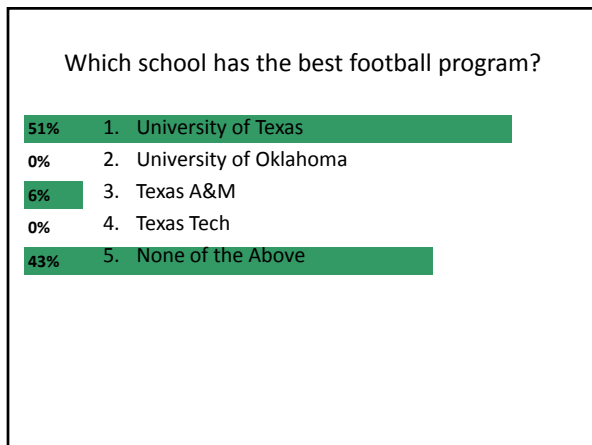 Which school has the best football program?
51% 1. University of Texas
0% 2. University of Oklahoma
6% 3. Texas A&M
0% 4. Texas Tech
43% 5. None of the Above